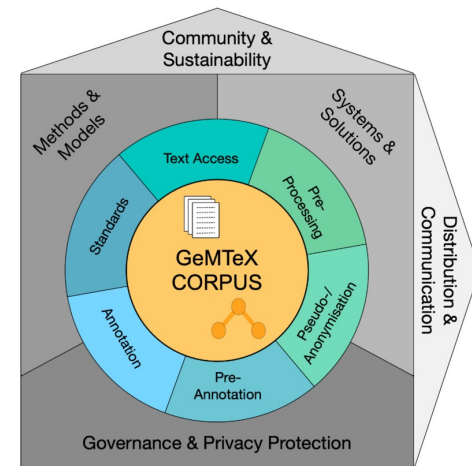 Community &
Sustainability
Methods &
Models
Systems &
Solutions
Distribution &
Communication
Text Access
Pre-
Processing
Pseudo-/
Anonymisation
Pre-
Annotation
Annotation
Standards
GeMTeX
CORPUS
Governance & Privacy Protection